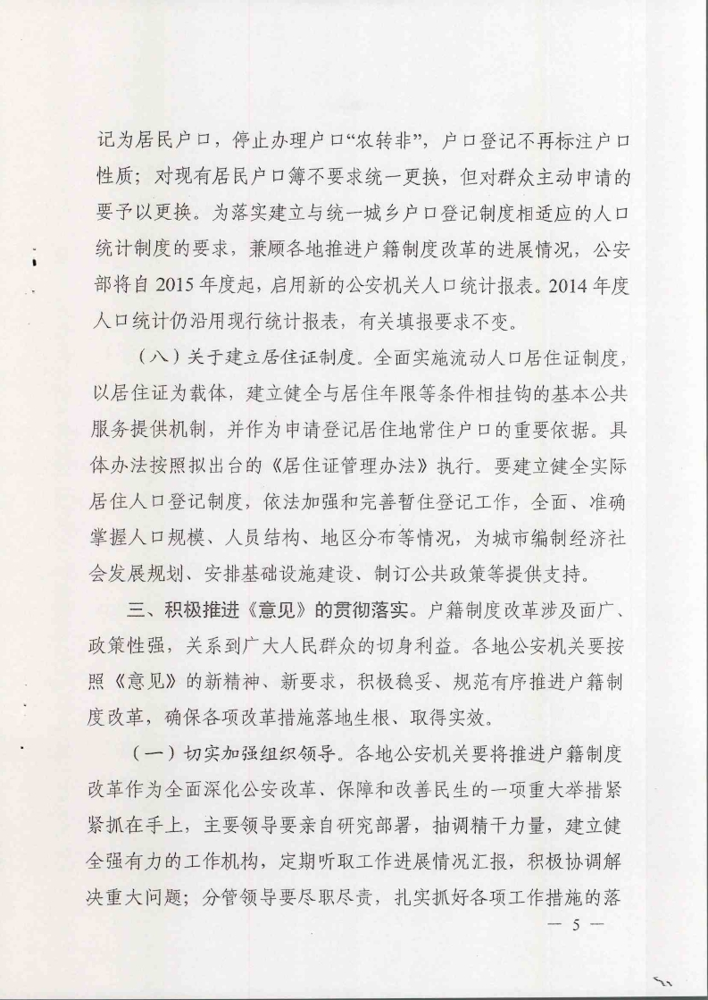 记为居民户口，停止办理户口“农转非”，户口登记不再标注户口
性质；对现有居民户口簿不要求统一更换，但对群众主动申请的
要予以更换。为落实建立与统一城乡户口登记制度相适应的人口
统计制度的要求，兼顾各地推进户籍制度改革的进展情况，公安
部将自 2015 年度起，启用新的公安机关人口统计报表。2014 年度
人口统计仍沿用现行统计报表，有关填报要求不变。
（八）关于建立居住证制度。全面实施流动人口居住证制度，
以居住证为载体，建立健全与居住年限等条件相挂钩的基本公共
服务提供机制，并作为申请登记居住地常住户口的重要依据。具
体办法按照拟出台的《居住证管理办法》执行。要建立健全实际
居住人口登记制度，依法加强和完善暂住登记工作，全面、准确
掌握人口规模、人员结构、地区分布等情况，为城市编制经济社
会发展规划、安排基础设施建设、制订公共政策等提供支持。
三、积极推进《意见》的贯彻落实。户籍制度改革涉及面广、
政策性强，关系到广大人民群众的切身利益。各地公安机关要按
照《意见》的新精神、新要求，积极稳妥、规范有序推进户籍制
度改革，确保各项改革措施落地生根、取得实效。
（一）切实加强组织领导。各地公安机关要将推进户籍制度
改革作为全面深化公安改革、保障和改善民生的一项重大举措紧
紧抓在手上，主要领导要亲自研究部署，抽调精干力量，建立健
全强有力的工作机构，定期听取工作进展情况汇报，积极协调解
决重大问题；分管领导要尽职尽责，扎实抓好各项工作措施的落
— 5 —